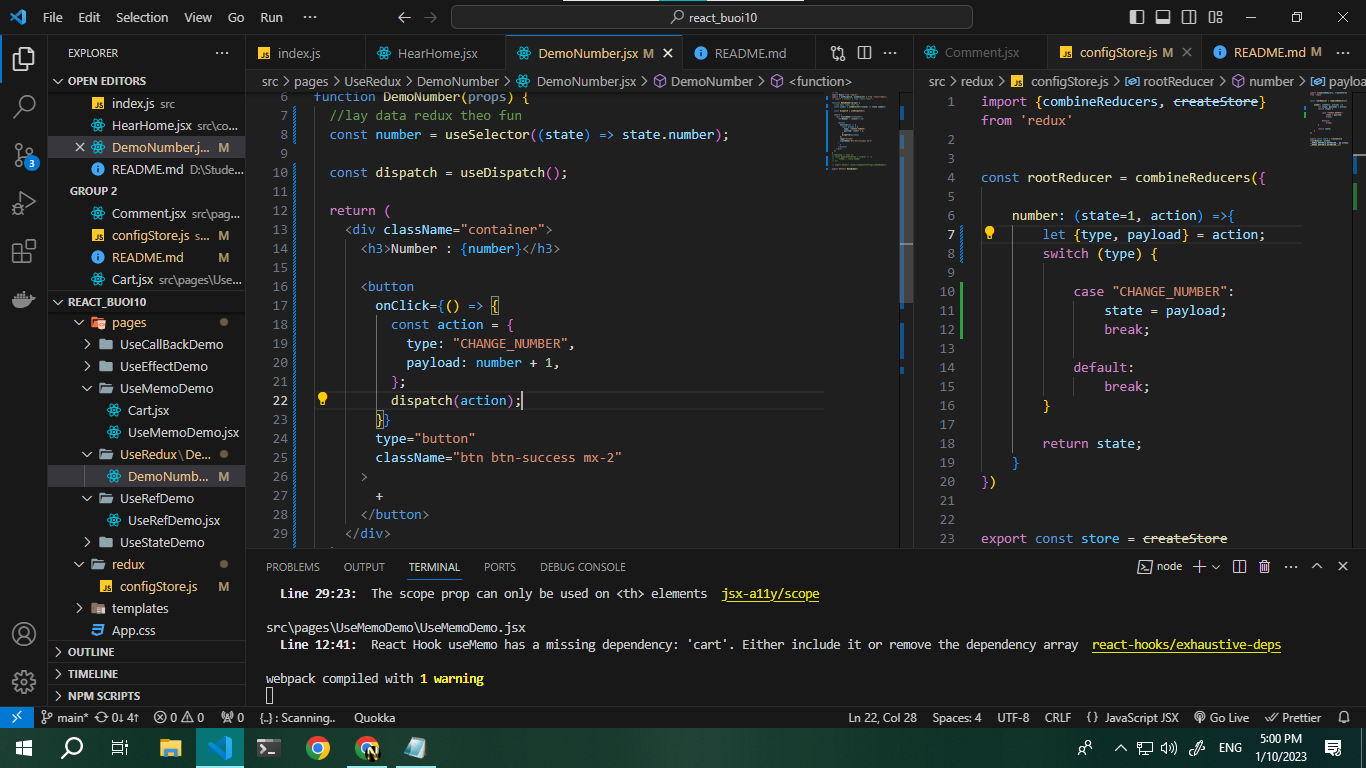 File Edit Selection View Go Run ···
react_buoi10
EXPLORER
OPEN EDITORS
index.js src
HearHome.jsx src\co...
DemoNumber.j... M
README.md D:\Stude...
GROUP 2
Comment.jsx src\pag...
configStore.js s... M
README.md M
Cart.jsx src\pages\Use...
REACT_BUOI10
pages
UseCallBackDemo
UseEffectDemo
UseMemoDemo
Cart.jsx
UseMemoDemo.jsx
UseRedux\De...
DemoNumb... M
UseRefDemo
UseRefDemo.jsx
UseStateDemo
redux
configStore.js M
templates
App.css
OUTLINE
TIMELINE
NPM SCRIPTS
index.js HearHome.jsx DemoNumber.jsx M README.md
src > pages > UseRedux > DemoNumber > DemoNumber.jsx > DemoNumber > <function>
6 function DemoNumber(props) {
7 //lay data redux theo fun
8 const number = useSelector((state) => state.number);
9
10 const dispatch = useDispatch();
11
12 return (
13 <div className="container">
14 <h3>Number : {number}</h3>
15
16 <button
17 onClick={() => {
18 const action = {
19 type: "CHANGE_NUMBER",
20 payload: number + 1,
21 };
22 dispatch(action);
23 }}
24 type="button"
25 className="btn btn-success mx-2"
26 >
27 +
28 </button>
29 </div>
Comment.jsx configStore.js M README.md M
src > redux > configStore.js > rootReducer > number > payloa
1 import {combineReducers, createStore}
from 'redux'
2
3
4 const rootReducer = combineReducers({
5
6 number: (state=1, action) =>{
7 let {type, payload} = action;
8 switch (type) {
9
10 case "CHANGE_NUMBER":
11 state = payload;
12 break;
13
14 default:
15 break;
16 }
17
18 return state;
19 }
20 })
21
22
23 export const store = createStore
PROBLEMS OUTPUT TERMINAL PORTS DEBUG CONSOLE
node
Line 29:23: The scope prop can only be used on <th> elements jsx-a11y/scope
src\pages\UseMemoDemo\UseMemoDemo.jsx
Line 12:41: React Hook useMemo has a missing dependency: 'cart'. Either include it or remove the dependency array react-hooks/exhaustive-deps
webpack compiled with 1 warning
3
main* 0↓ 4↑ 0 0 0 {..} : Scanning.. Quokka
Ln 22, Col 28 Spaces: 4 UTF-8 CRLF {} JavaScript JSX Go Live Prettier
ENG
5:00 PM
1/10/2023